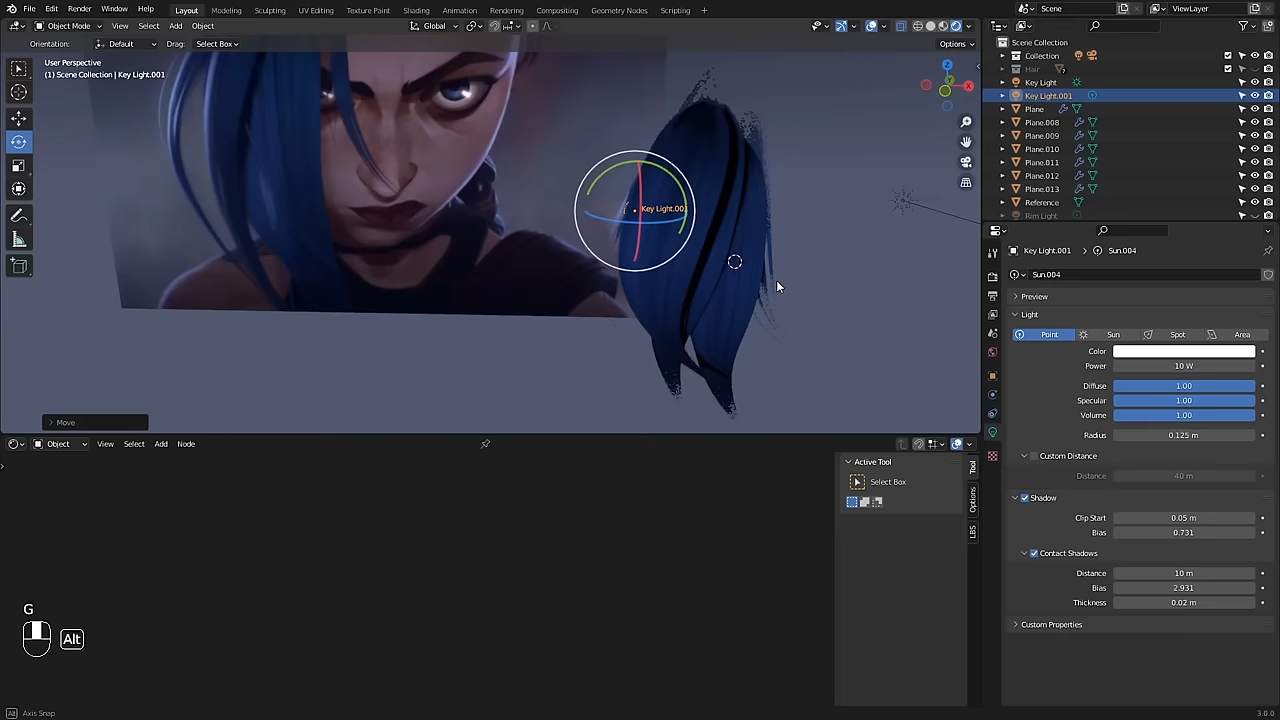 File Edit Render Window Help Layout Modeling Sculpting UV Editing Texture Paint Shading Animation Rendering Compositing Geometry Nodes Scripting + Scene ViewLayer
Object Mode View Select Add Object Global
Orientation: Default Drag: Select Box Options
User Perspective
(1) Scene Collection | Key Light.001
Z
X
Key Light.00
> Move
Scene Collection
Collection
Hair
Key Light
Key Light.001
Plane
Plane.008
Plane.009
Plane.010
Plane.011
Plane.012
Plane.013
Reference
Rim Light
Key Light.001 > Sun.004
Sun.004
Preview
Light
Point Sun Spot Area
Color
Power 10 W
Diffuse 1.00
Specular 1.00
Volume 1.00
Radius 0.125 m
Custom Distance
Distance 40 m
Shadow
Clip Start 0.05 m
Bias 0.731
Contact Shadows
Distance 10 m
Bias 2.931
Thickness 0.02 m
Custom Properties
Object View Select Add Node
Active Tool
Select Box
Tool
Options
LBS
G
Alt
Alt Axis Snap
3.0.0